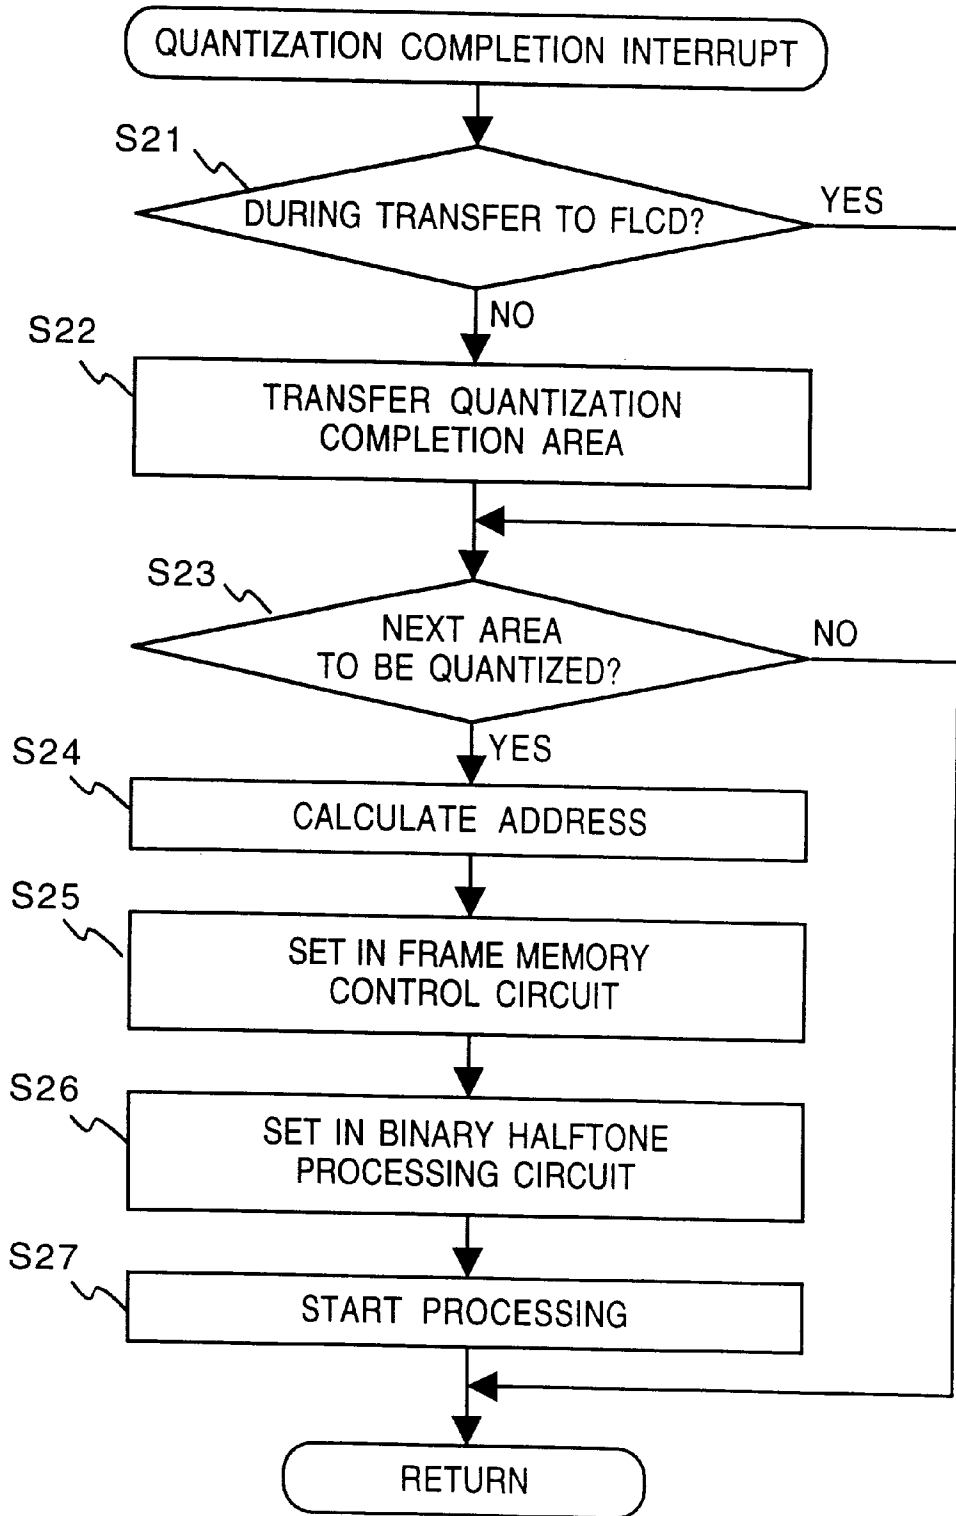 QUANTIZATION COMPLETION INTERRUPT
S21
DURING TRANSFER TO FLCD?
YES
NO
S22
TRANSFER QUANTIZATION
COMPLETION AREA
S23
NEXT AREA
TO BE QUANTIZED?
NO
YES
S24
CALCULATE ADDRESS
S25
SET IN FRAME MEMORY
CONTROL CIRCUIT
S26
SET IN BINARY HALFTONE
PROCESSING CIRCUIT
S27
START PROCESSING
RETURN